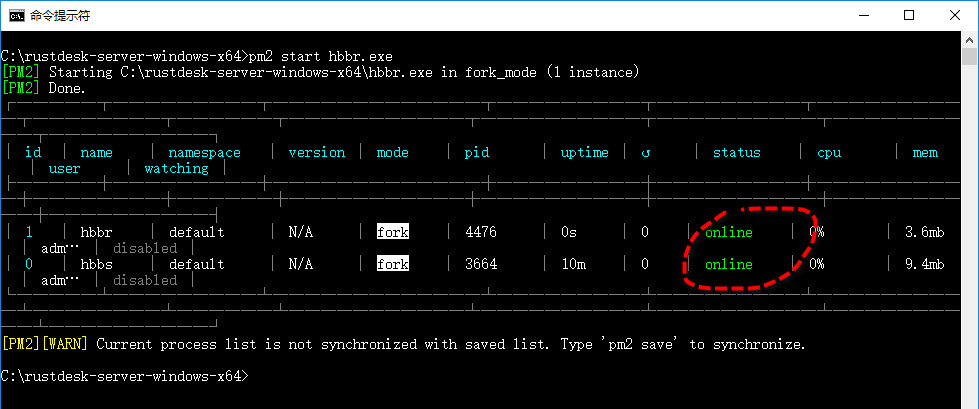 命令提示符
C:\rustdesk-server-windows-x64>pm2 start hbbr.exe
[PM2] Starting C:\rustdesk-server-windows-x64\hbbr.exe in fork_mode (1 instance)
[PM2] Done.
│ id │ name │ namespace │ version │ mode │ pid │ uptime │ ↺ │ status │ cpu │ mem
│ user │ watching │
│ 1 │ hbbr │ default │ N/A │ fork │ 4476 │ 0s │ 0 │ online │ 0% │ 3.6mb
│ adm… │ disabled │
│ 0 │ hbbs │ default │ N/A │ fork │ 3664 │ 10m │ 0 │ online │ 0% │ 9.4mb
│ adm… │ disabled │
[PM2][WARN] Current process list is not synchronized with saved list. Type 'pm2 save' to synchronize.
C:\rustdesk-server-windows-x64>